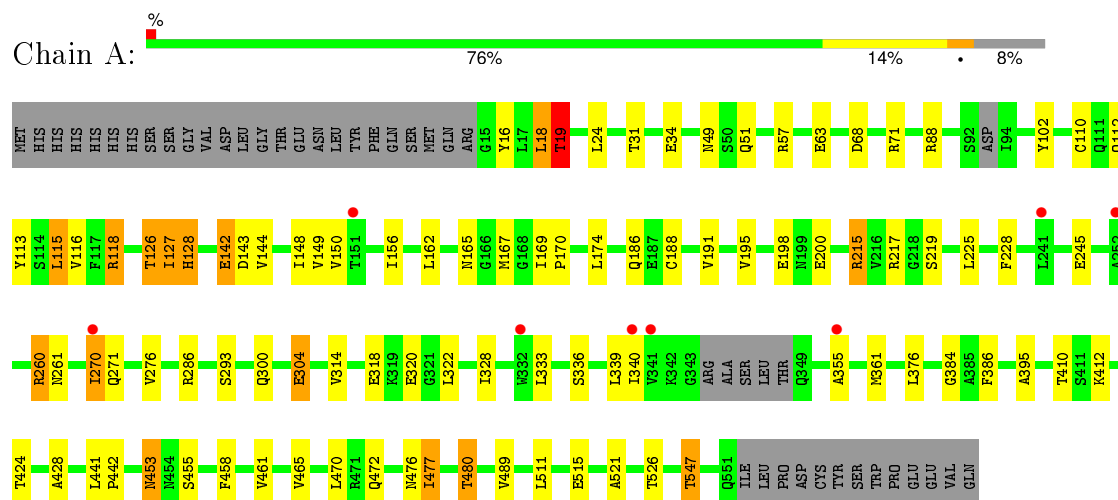 %
Chain A:
76% 14% • 8%
MET HIS HIS HIS HIS HIS HIS SER SER GLY VAL ASP LEU GLY THR GLU ASN LEU TYR PHE GLN SER MET GLN ARG G15 Y16 L17 L18 T19 L24 T31 E34 N49 S50 Q51 R57 E63 D68 R71 R88 S92 ASP I94 Y102 C110 Q111 Q112
Y113 S114 L115 V116 F117 R118 T126 I127 H128 E142 D143 V144 I148 V149 V150 T151 I156 L162 N165 G166 M167 G168 I169 P170 L174 Q186 E187 C188 V191 V195 E198 N199 E200 R215 V216 R217 G218 S219 L225 F228 L241 E245 A252
R260 N261 I270 Q271 V276 R286 S293 Q300 E304 V314 E318 K319 E320 G321 L322 I328 W332 L333 S336 L339 I340 V341 K342 G343 ARG ALA SER LEU THR Q349 A355 M361 L376 G384 A385 F386 A395 T410 S411 K412
T424 A428 L441 P442 N453 N454 S455 F458 V461 V465 L470 R471 Q472 N476 I477 T480 V489 L511 E515 A521 T526 T547 Q551 ILE LEU PRO ASP CYS TYR SER TRP PRO GLU GLU VAL GLN